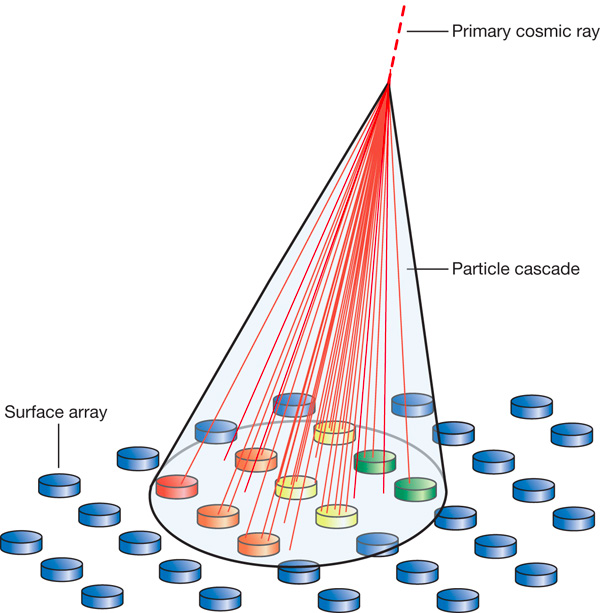 Primary cosmic ray
Particle cascade
Surface array